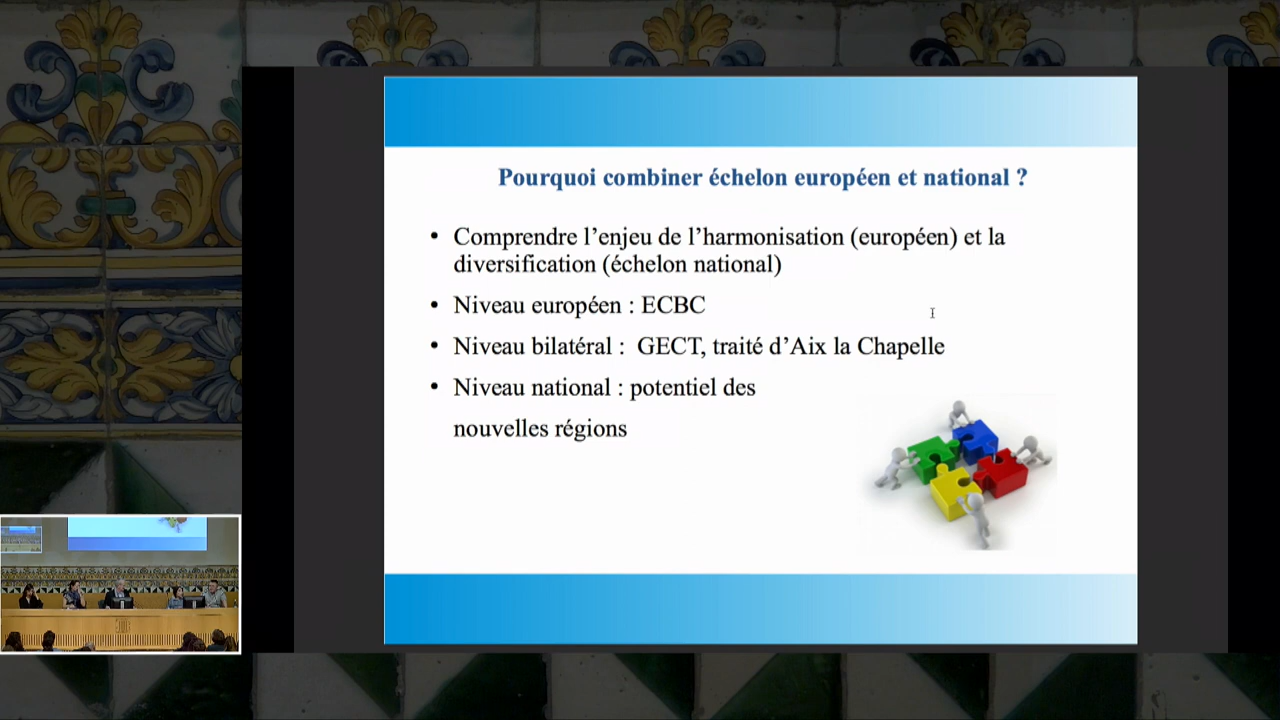 Pourquoi combiner échelon européen et national ?
• Comprendre l’enjeu de l’harmonisation (européen) et la
diversification (échelon national)
• Niveau européen : ECBC
• Niveau bilatéral :  GECT, traité d’Aix la Chapelle
• Niveau national : potentiel des
nouvelles régions